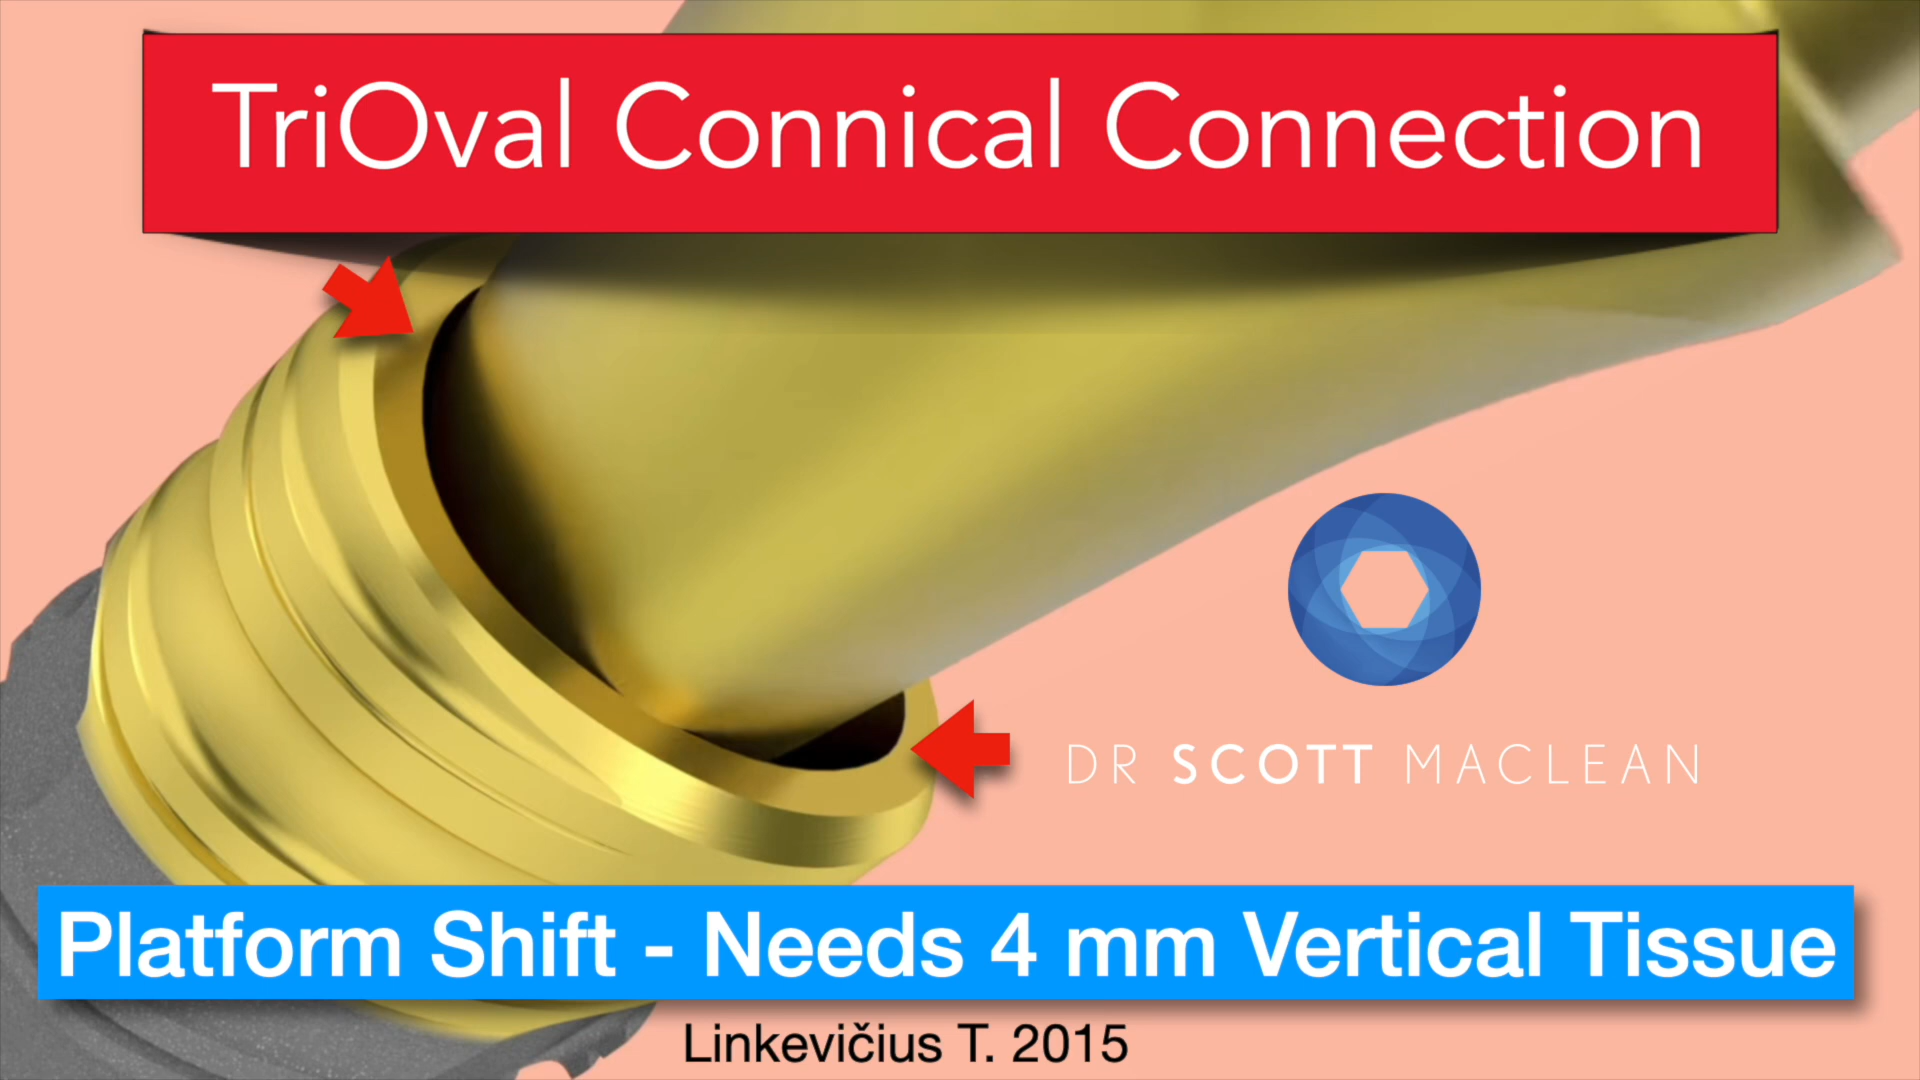 TriOval Connical Connection
DR SCOTT MACLEAN
Platform Shift - Needs 4 mm Vertical Tissue
Linkevičius T. 2015